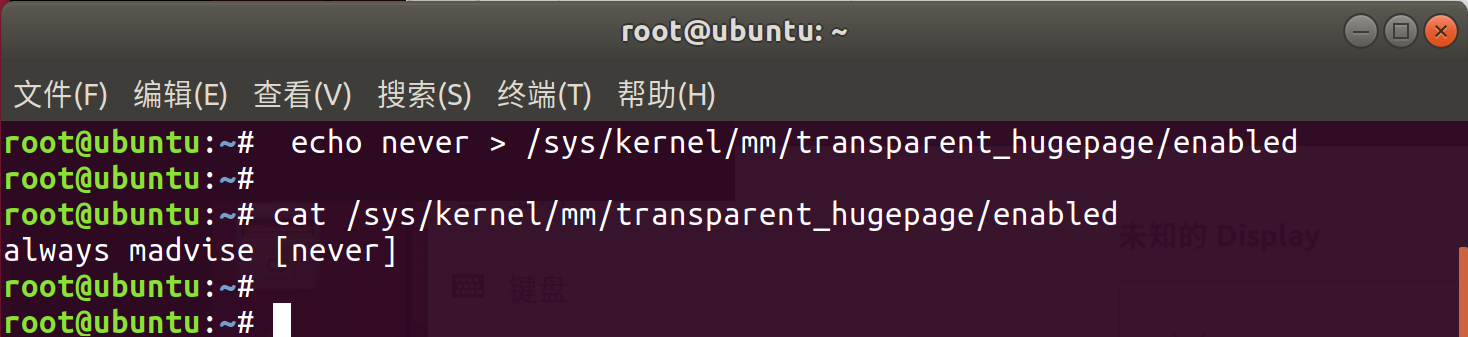 root@ubuntu: ~
文件(F) 编辑(E) 查看(V) 搜索(S) 终端(T) 帮助(H)
root@ubuntu:~#  echo never > /sys/kernel/mm/transparent_hugepage/enabled
root@ubuntu:~#
root@ubuntu:~# cat /sys/kernel/mm/transparent_hugepage/enabled
未知的 Display
always madvise [never]
root@ubuntu:~#
键盘
root@ubuntu:~#